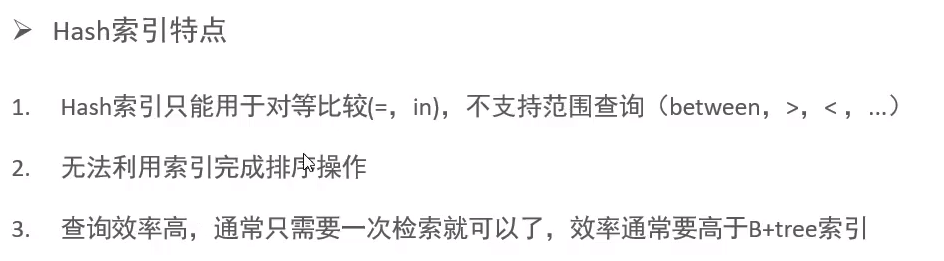 ➢ Hash索引特点
1. Hash索引只能用于对等比较(=，in)，不支持范围查询（between，>，<，...）
2. 无法利用索引完成排序操作
3. 查询效率高，通常只需要一次检索就可以了，效率通常要高于B+tree索引